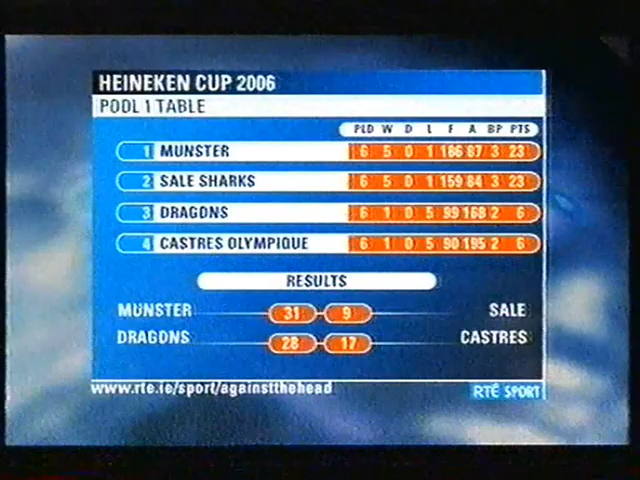 HEINEKEN CUP 2006
POOL 1 TABLE
PLD W D L F A BP PTS
1 MUNSTER 6 5 0 1 186 87 3 23
2 SALE SHARKS 6 5 0 1 159 84 3 23
3 DRAGONS 6 1 0 5 99 168 2 6
4 CASTRES OLYMPIQUE 6 1 0 5 90 195 2 6
RESULTS
MUNSTER 31 9 SALE
DRAGONS 28 17 CASTRES
www.rte.ie/sport/againstthehead RTÉ SPORT